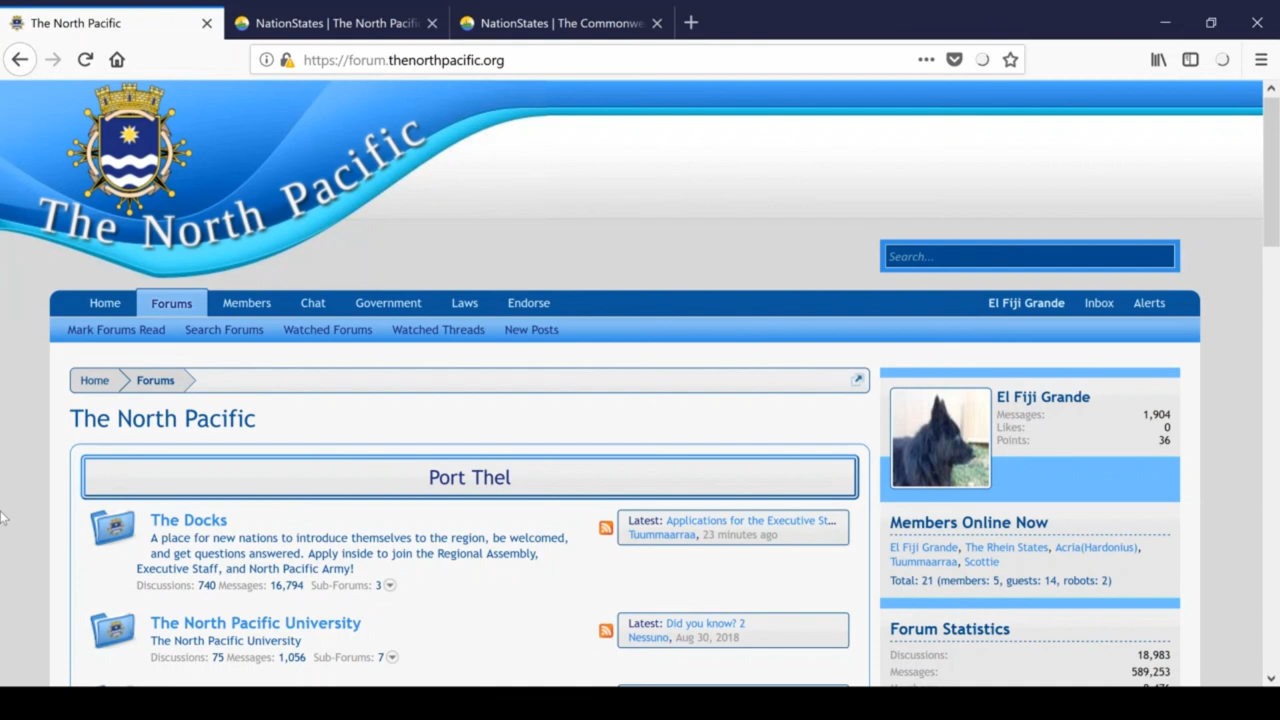 The North Pacific
NationStates | The North Pacifi
NationStates | The Commonwe
https://forum.thenorthpacific.org
The North Pacific
Search...
Home Forums Members Chat Government Laws Endorse El Fiji Grande Inbox Alerts
Mark Forums Read Search Forums Watched Forums Watched Threads New Posts
Home Forums
The North Pacific
Port Thel
The Docks
A place for new nations to introduce themselves to the region, be welcomed,
and get questions answered. Apply inside to join the Regional Assembly,
Executive Staff, and North Pacific Army!
Discussions: 740 Messages: 16,794 Sub-Forums: 3
Latest: Applications for the Executive St...
Tuummaarraa, 23 minutes ago
The North Pacific University
The North Pacific University
Discussions: 75 Messages: 1,056 Sub-Forums: 7
Latest: Did you know? 2
Nessuno, Aug 30, 2018
El Fiji Grande
Messages: 1,904
Likes: 0
Points: 36
Members Online Now
El Fiji Grande, The Rhein States, Acria(Hardonius),
Tuummaarraa, Scottie
Total: 21 (members: 5, guests: 14, robots: 2)
Forum Statistics
Discussions: 18,983
Messages: 589,253